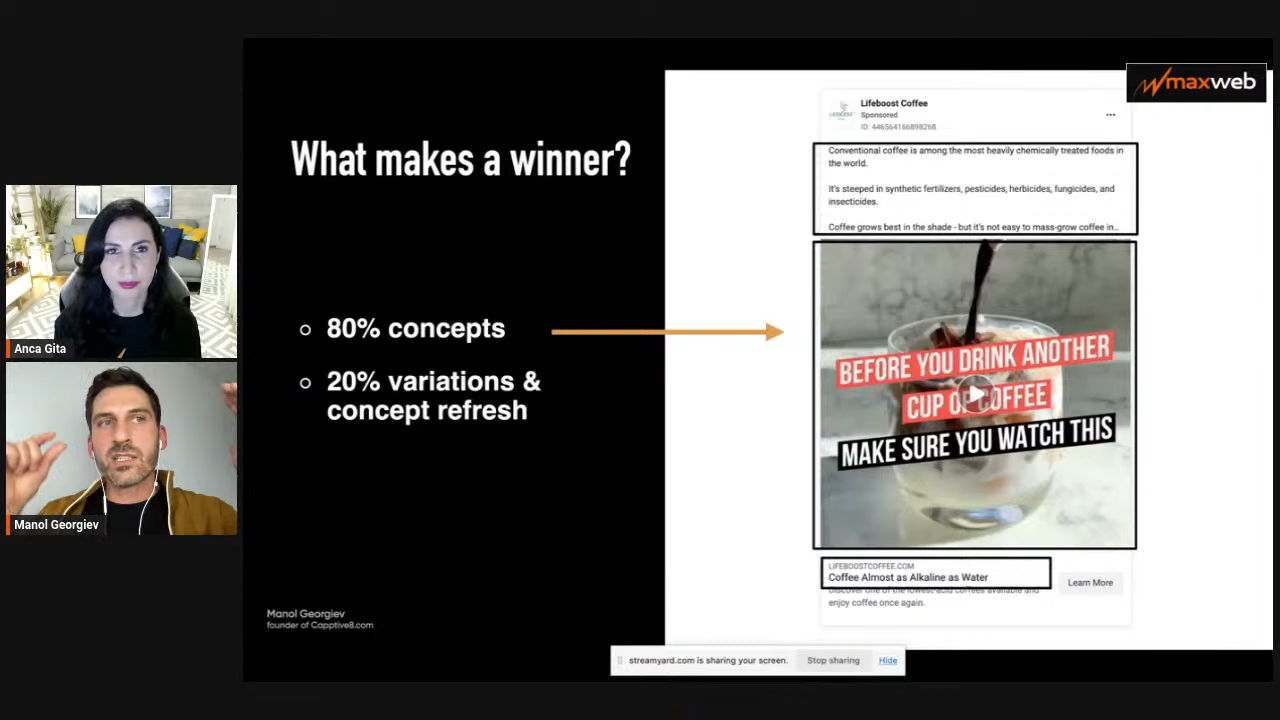 maxweb
What makes a winner?
80% concepts
20% variations &
concept refresh
Manol Georgiev
founder of Capptive8.com
Lifeboost Coffee
Sponsored
ID: 446564166898268
Conventional coffee is among the most heavily chemically treated foods in
the world.
It's steeped in synthetic fertilizers, pesticides, herbicides, fungicides, and
insecticides.
Coffee grows best in the shade - but it's not easy to mass-grow coffee in...
BEFORE YOU DRINK ANOTHER
CUP OF COFFEE
MAKE SURE YOU WATCH THIS
LIFEBOOSTCOFFEE.COM
Coffee Almost as Alkaline as Water
Discover one of the lowest-acid coffees available and
enjoy coffee once again.
Learn More
Anca Gita
Manol Georgiev
streamyard.com is sharing your screen.
Stop sharing
Hide